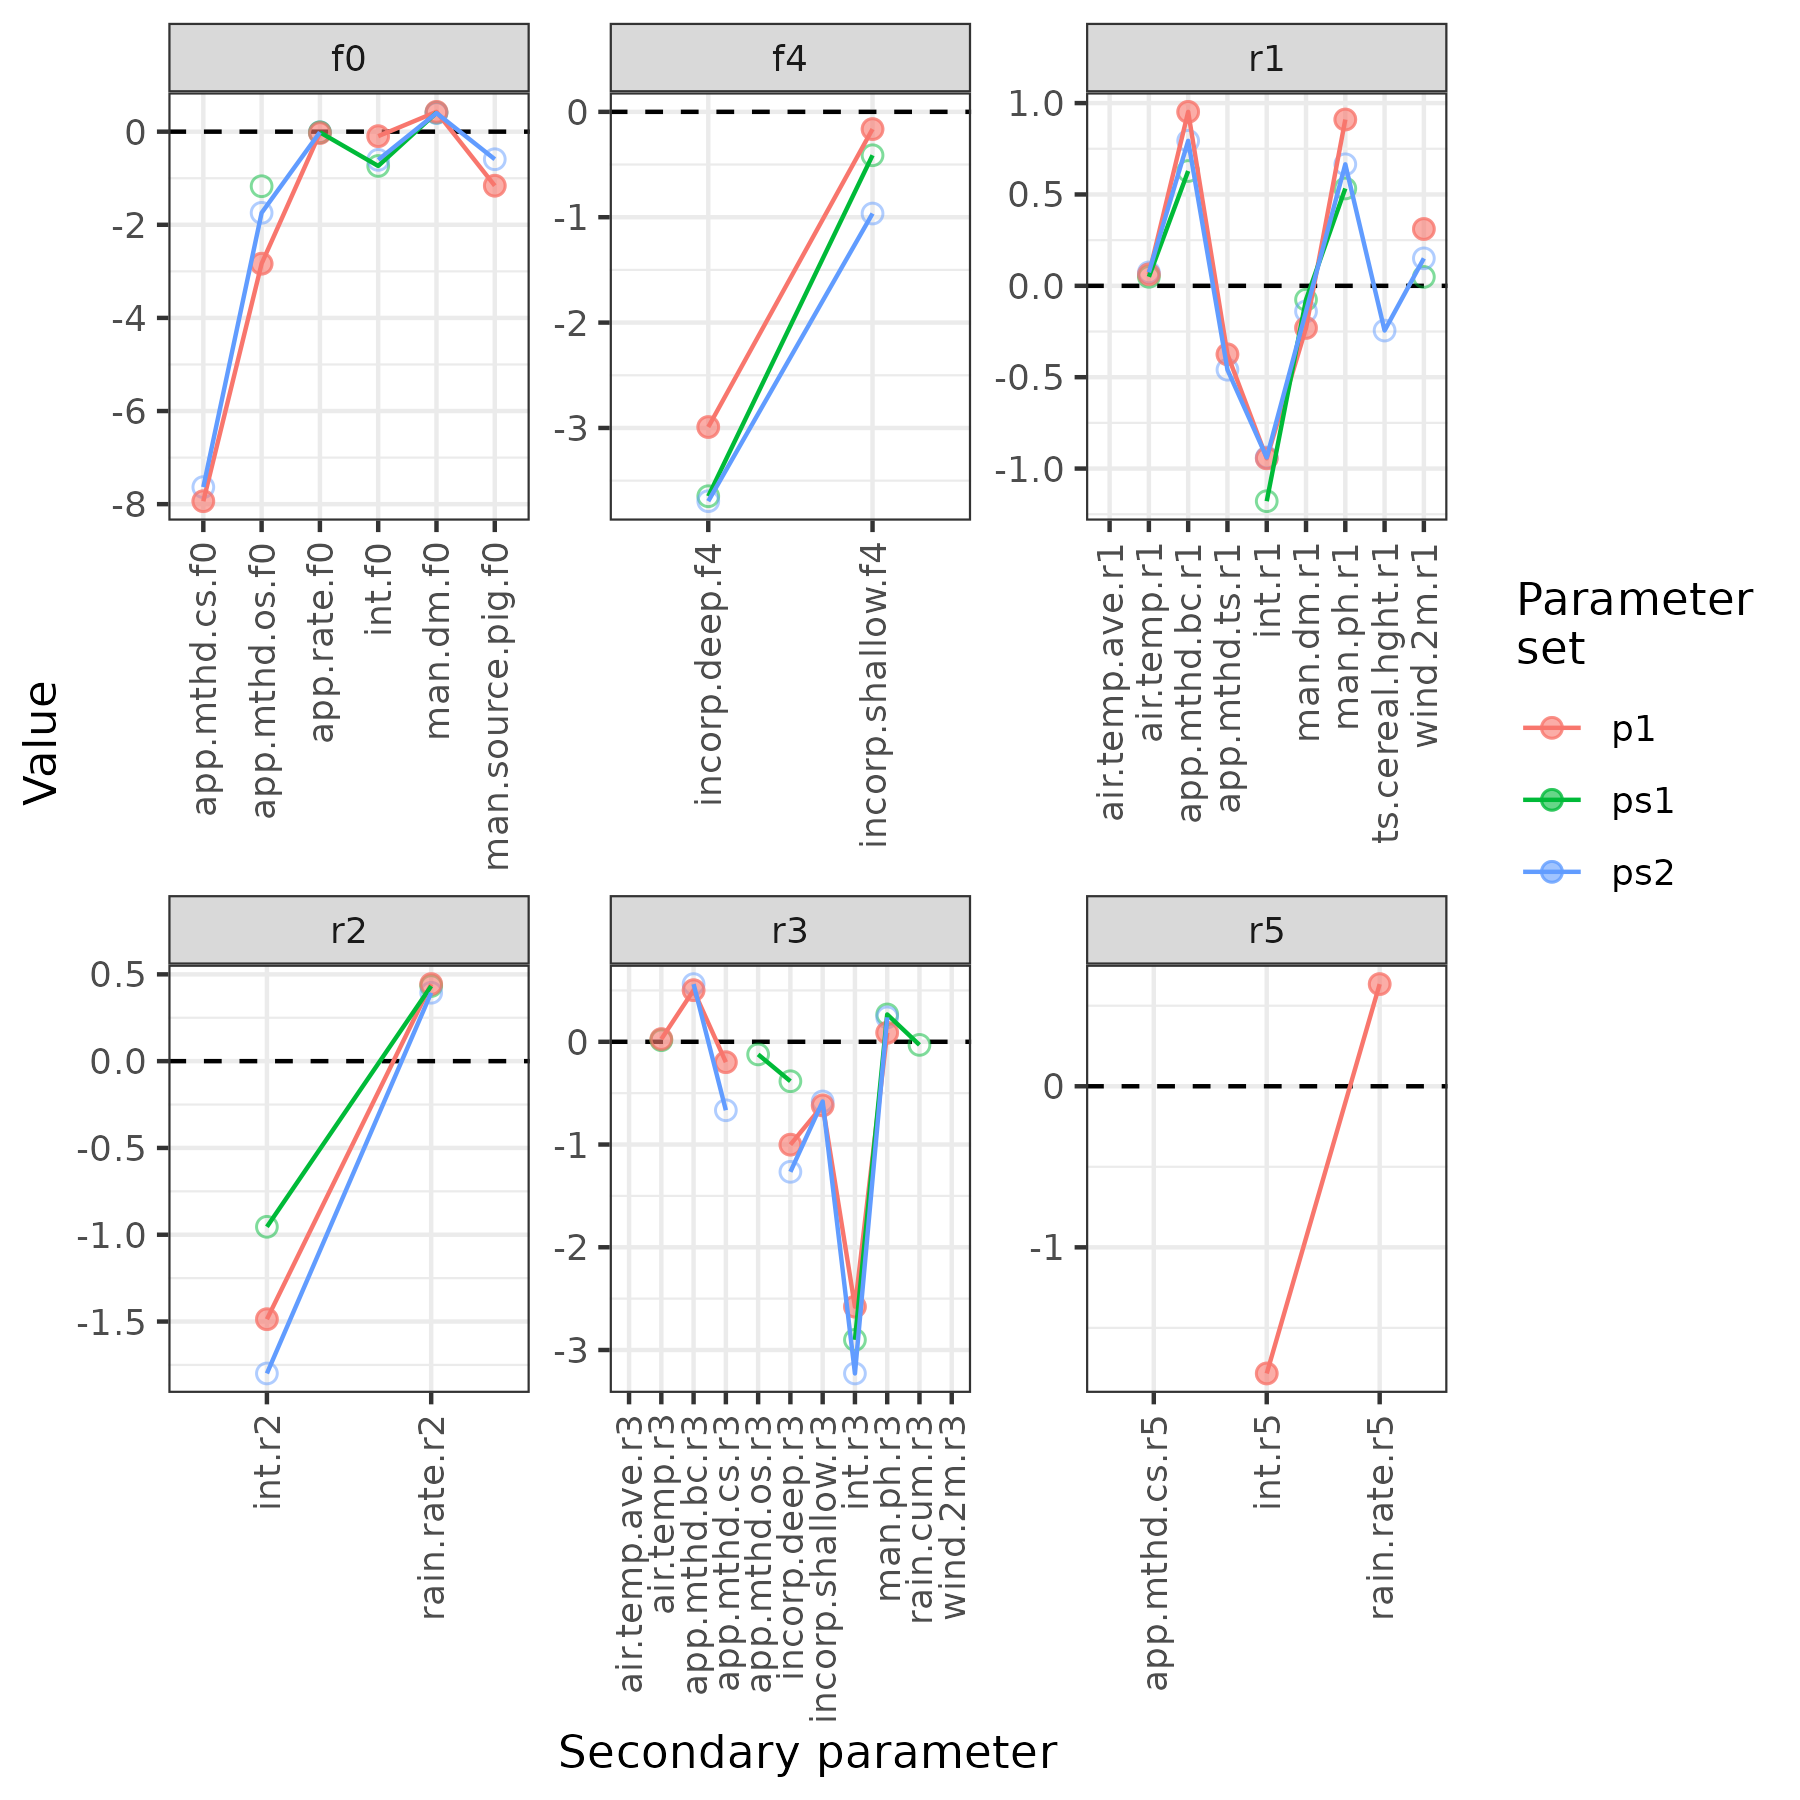 f0
f4
r1
0
-2
-4
-6
-8
0
-1
-2
-3
1.0
0.5
0.0
-0.5
-1.0
app.mthd.cs.f0
app.mthd.os.f0
app.rate.f0
int.f0
man.dm.f0
man.source.pig.f0
incorp.deep.f4
incorp.shallow.f4
air.temp.ave.r1
air.temp.r1
app.mthd.bc.r1
app.mthd.ts.r1
int.r1
man.dm.r1
man.ph.r1
ts.cereal.hght.r1
wind.2m.r1
Value
Parameter
set
p1
ps1
ps2
r2
r3
r5
0.5
0.0
-0.5
-1.0
-1.5
0
-1
-2
-3
0
-1
int.r2
rain.rate.r2
air.temp.ave.r3
air.temp.r3
app.mthd.bc.r3
app.mthd.cs.r3
app.mthd.os.r3
incorp.deep.r3
incorp.shallow.r3
int.r3
man.ph.r3
rain.cum.r3
wind.2m.r3
app.mthd.cs.r5
int.r5
rain.rate.r5
Secondary parameter